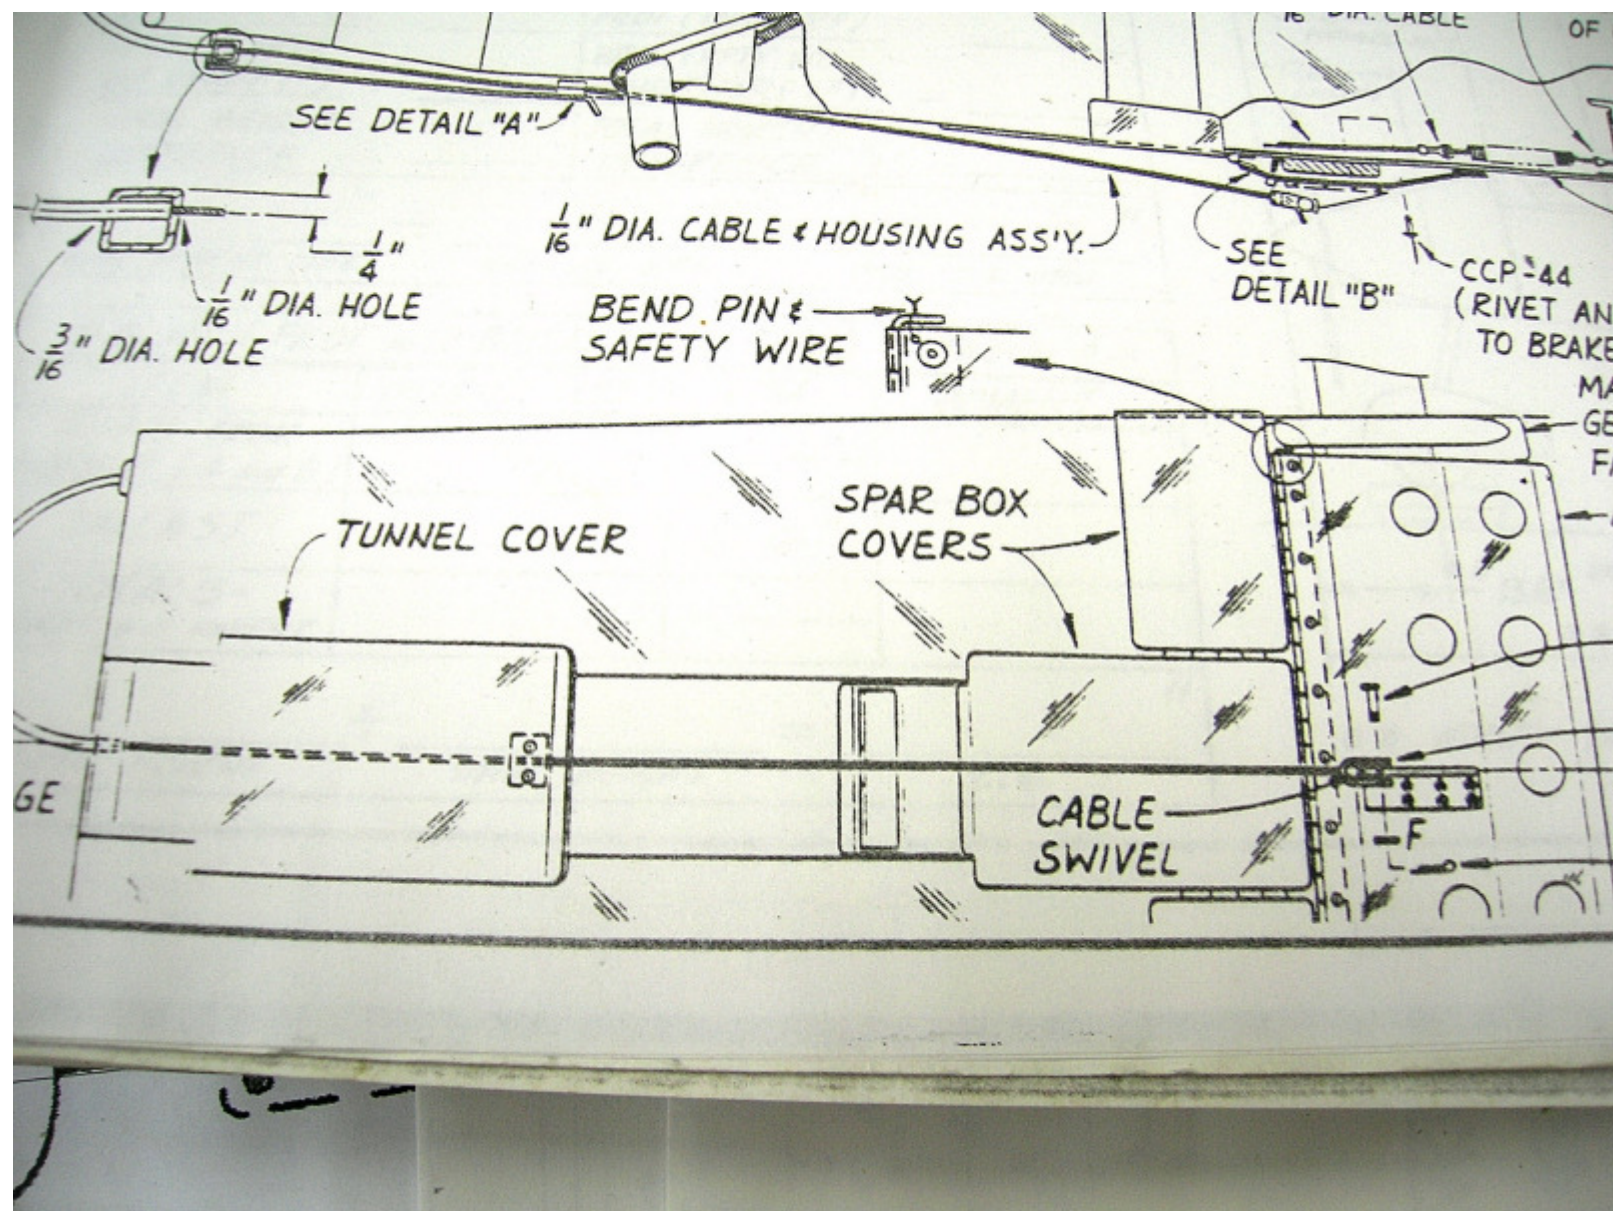 DIA. CABLE
OF
SEE DETAIL "A"
1/16" DIA. CABLE & HOUSING ASS'Y.
1/4"
1/16" DIA. HOLE
3/16" DIA. HOLE
SEE
DETAIL "B"
CCP-44
(RIVET AN
TO BRAKE
MA
GE
F
BEND PIN &
SAFETY WIRE
SPAR BOX
COVERS
TUNNEL COVER
GE
CABLE
SWIVEL
F